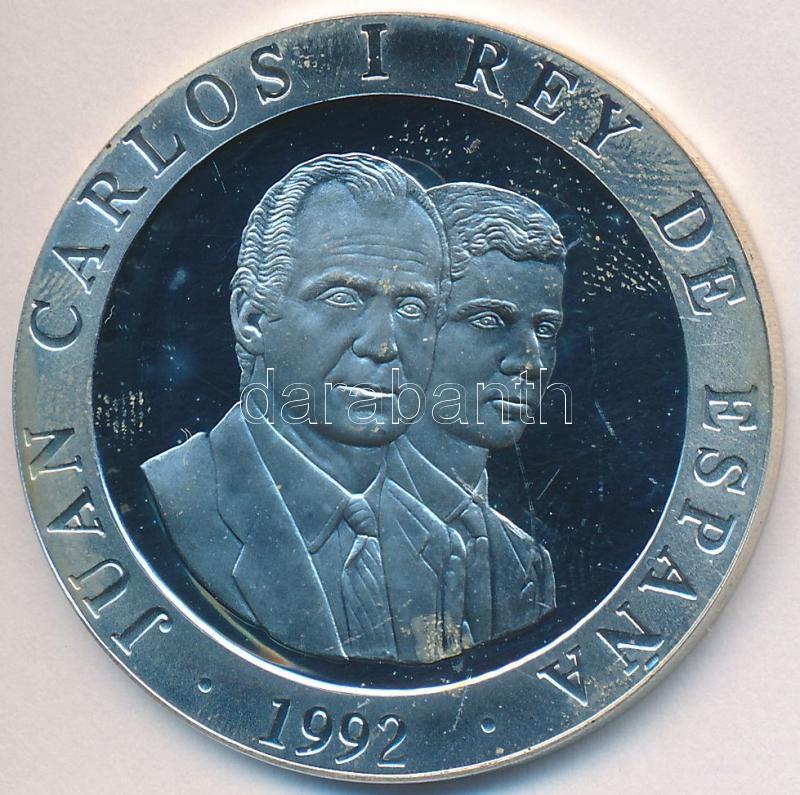 JUAN CARLOS I REY DE ESPAÑA
· 1992 ·
darabanth